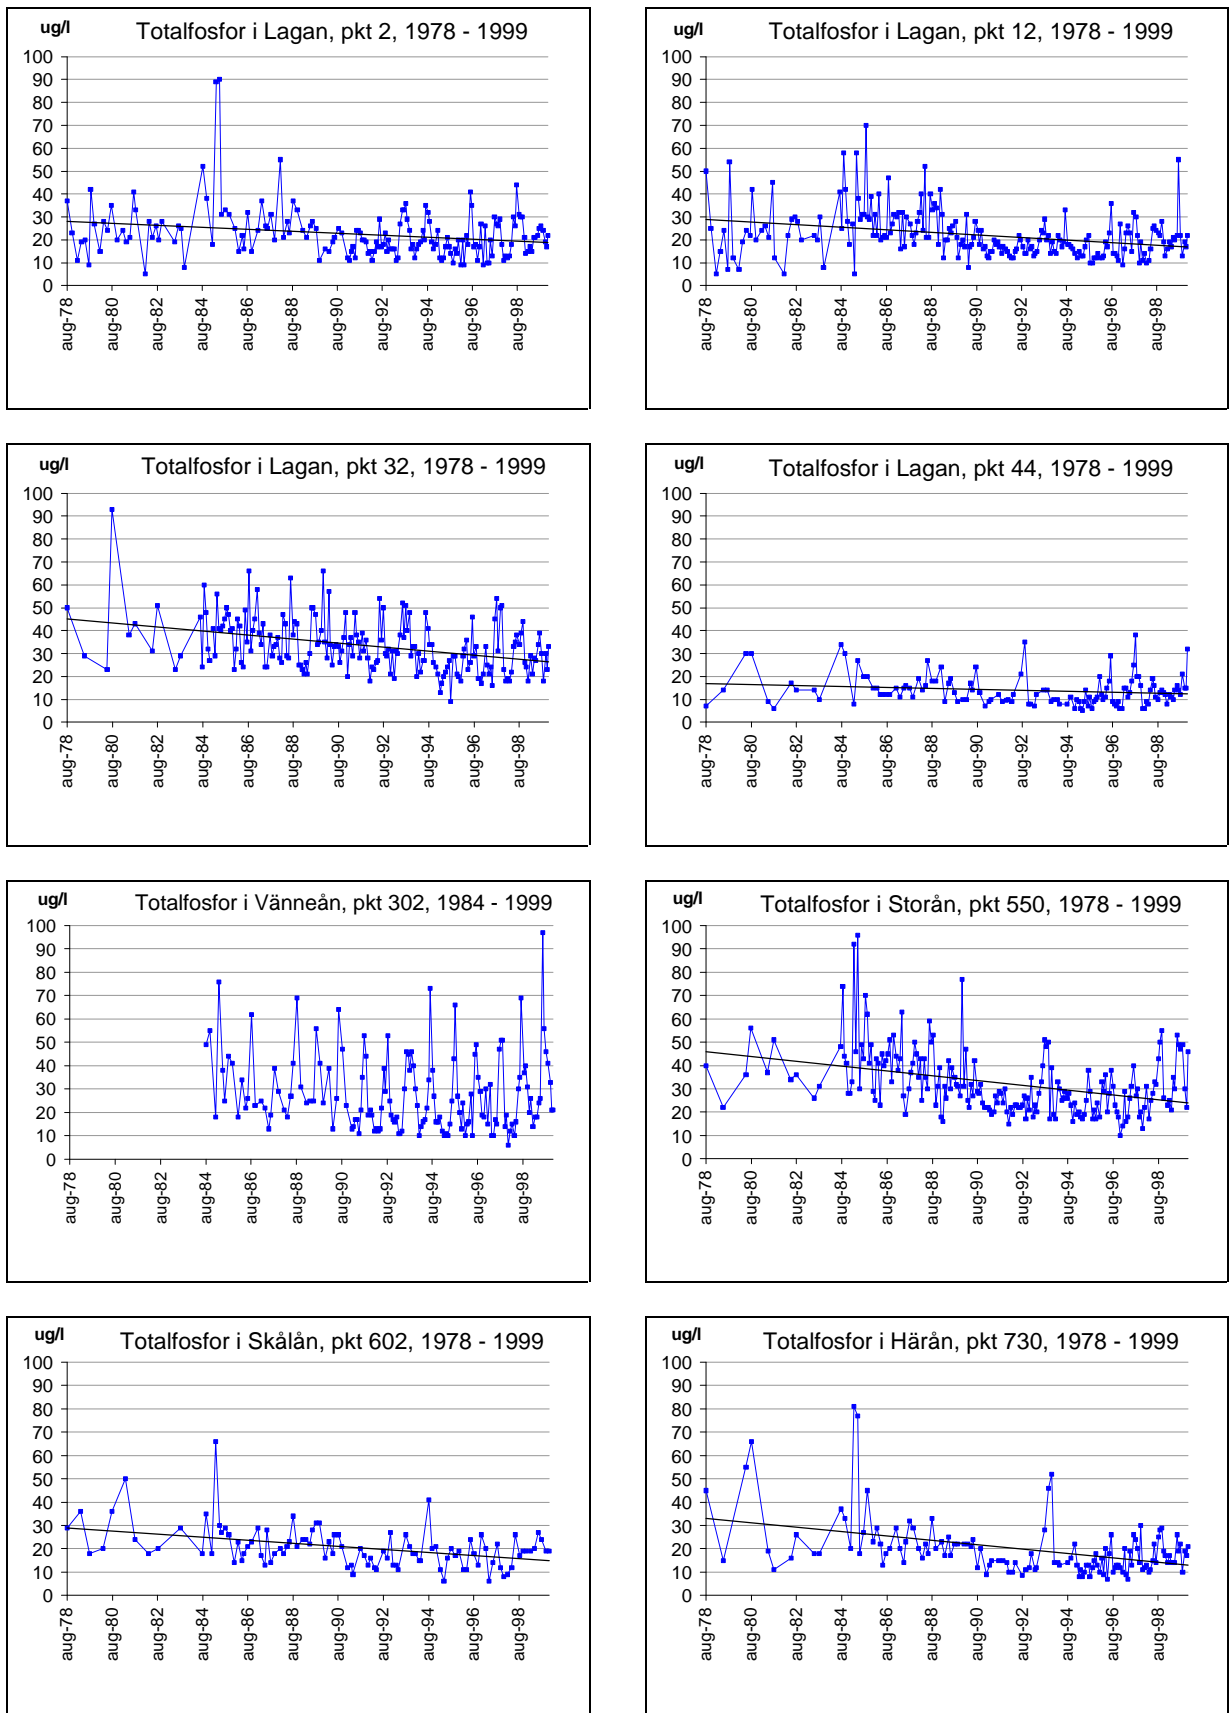 ug/l
Totalfosfor i Lagan, pkt 2, 1978 - 1999
100
90
80
70
60
50
40
30
20
10
0
aug-78
aug-80
aug-82
aug-84
aug-86
aug-88
aug-90
aug-92
aug-94
aug-96
aug-98
ug/l
Totalfosfor i Lagan, pkt 12, 1978 - 1999
100
90
80
70
60
50
40
30
20
10
0
aug-78
aug-80
aug-82
aug-84
aug-86
aug-88
aug-90
aug-92
aug-94
aug-96
aug-98
ug/l
Totalfosfor i Lagan, pkt 32, 1978 - 1999
100
90
80
70
60
50
40
30
20
10
0
aug-78
aug-80
aug-82
aug-84
aug-86
aug-88
aug-90
aug-92
aug-94
aug-96
aug-98
ug/l
Totalfosfor i Lagan, pkt 44, 1978 - 1999
100
90
80
70
60
50
40
30
20
10
0
aug-78
aug-80
aug-82
aug-84
aug-86
aug-88
aug-90
aug-92
aug-94
aug-96
aug-98
ug/l
Totalfosfor i Vänneån, pkt 302, 1984 - 1999
100
90
80
70
60
50
40
30
20
10
0
aug-78
aug-80
aug-82
aug-84
aug-86
aug-88
aug-90
aug-92
aug-94
aug-96
aug-98
ug/l
Totalfosfor i Storån, pkt 550, 1978 - 1999
100
90
80
70
60
50
40
30
20
10
0
aug-78
aug-80
aug-82
aug-84
aug-86
aug-88
aug-90
aug-92
aug-94
aug-96
aug-98
ug/l
Totalfosfor i Skålån, pkt 602, 1978 - 1999
100
90
80
70
60
50
40
30
20
10
0
aug-78
aug-80
aug-82
aug-84
aug-86
aug-88
aug-90
aug-92
aug-94
aug-96
aug-98
ug/l
Totalfosfor i Härån, pkt 730, 1978 - 1999
100
90
80
70
60
50
40
30
20
10
0
aug-78
aug-80
aug-82
aug-84
aug-86
aug-88
aug-90
aug-92
aug-94
aug-96
aug-98